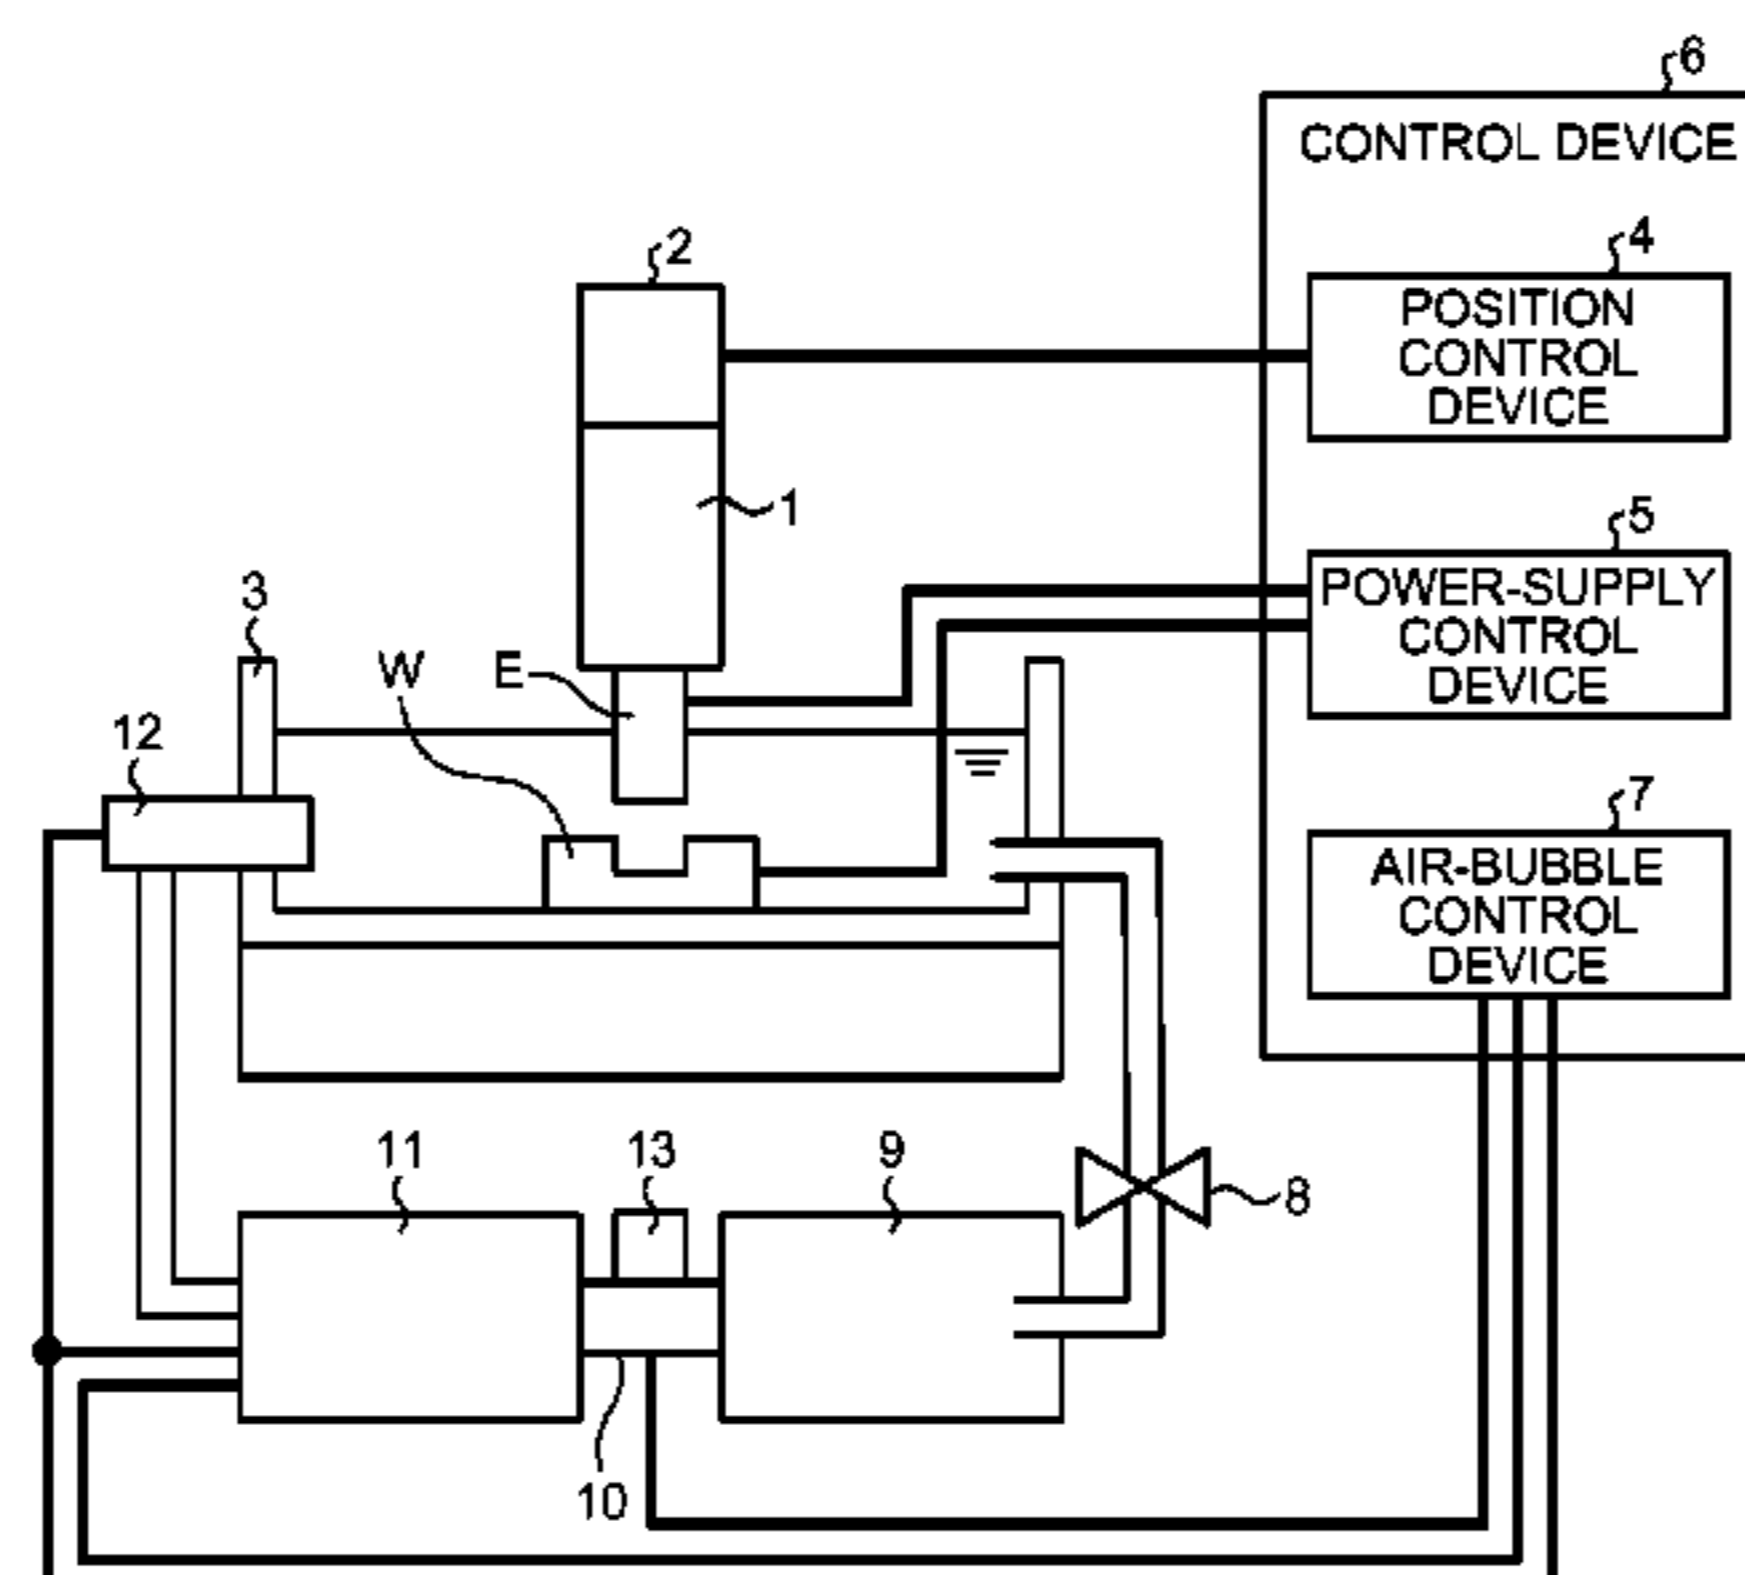 6
CONTROL DEVICE
4
POSITION
CONTROL
DEVICE
2
1
5
POWER-SUPPLY
CONTROL
DEVICE
3
W
E
12
7
AIR-BUBBLE
CONTROL
DEVICE
11
13
9
8
10